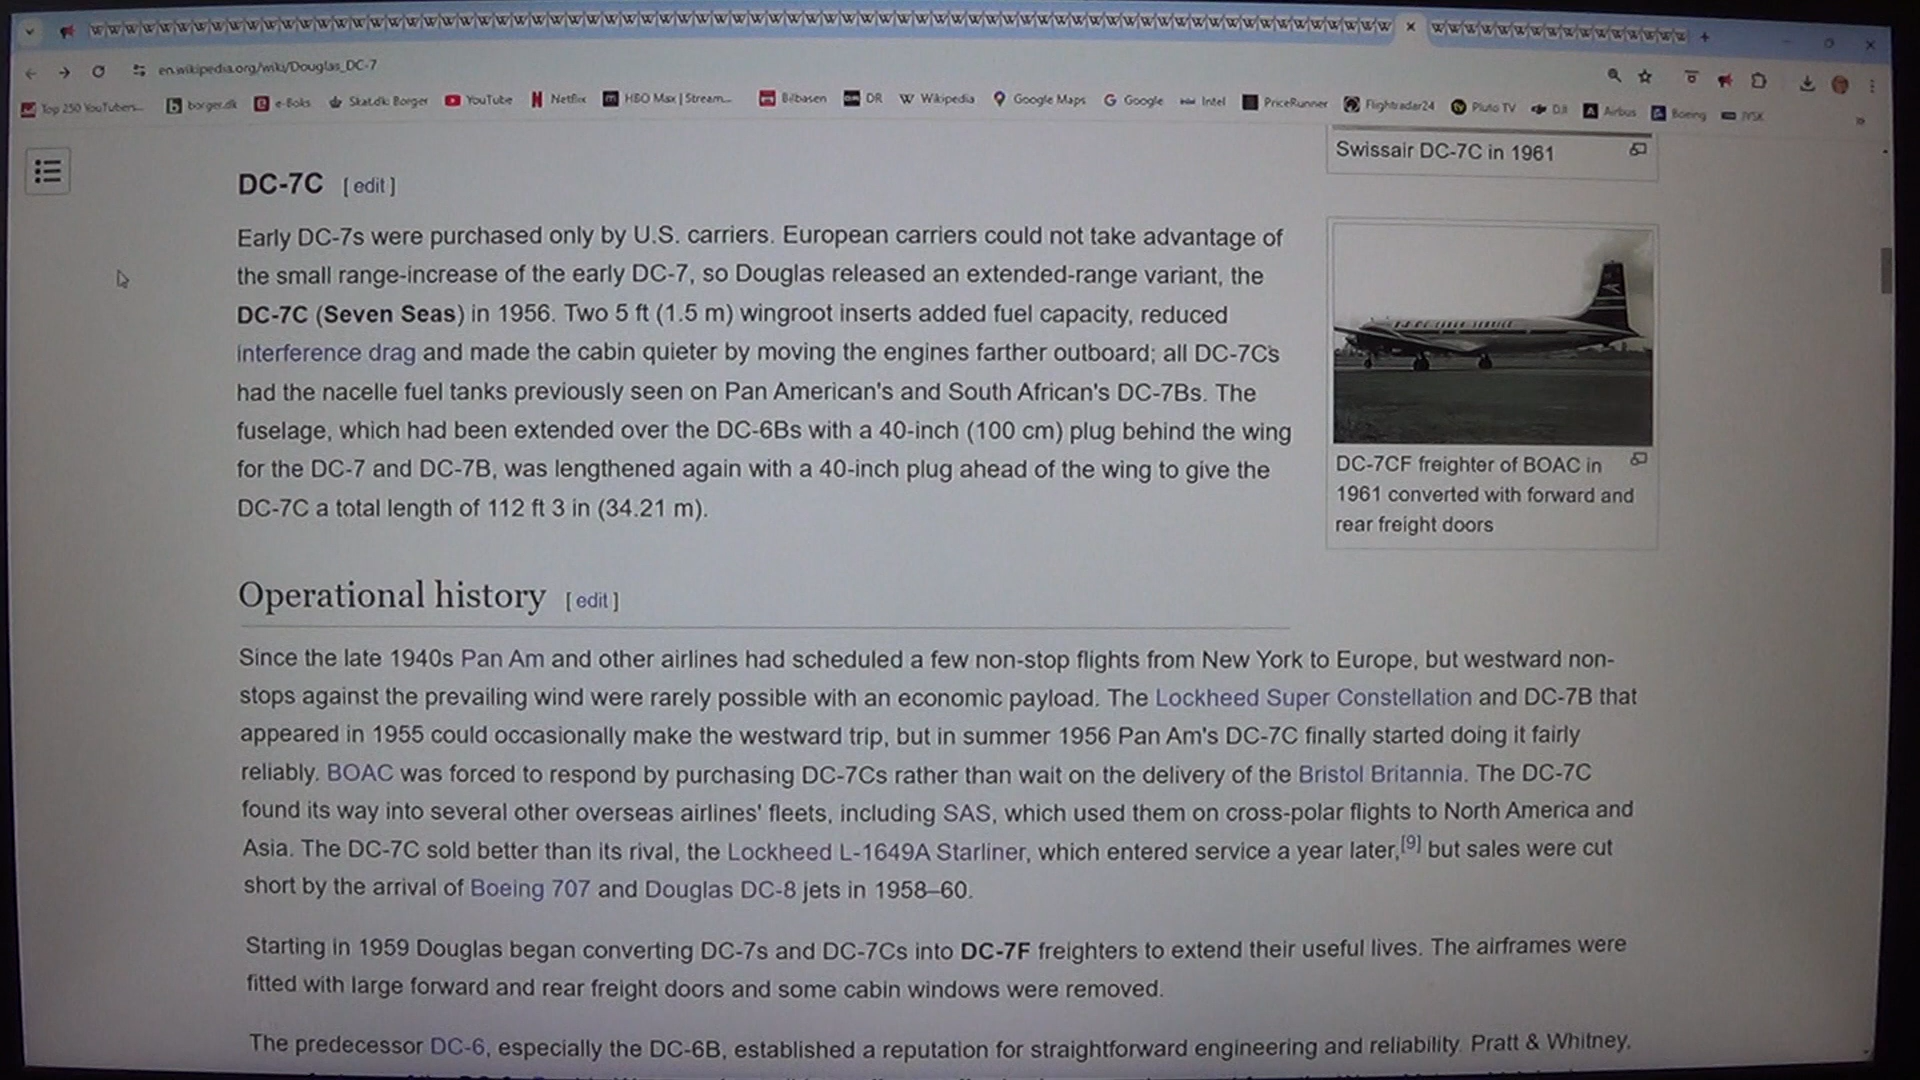 en.wikipedia.org/wiki/Douglas_DC-7
Top 250 YouTubers... borger.dk e-Boks Skat.dk: Borger YouTube Netflix HBO Max | Stream... Bilbasen DR Wikipedia Google Maps Google Intel PriceRunner Flightradar24 Pluto TV DJI Airbus Boeing JYSK
Swissair DC-7C in 1961
DC-7C [ edit ]
Early DC-7s were purchased only by U.S. carriers. European carriers could not take advantage of
the small range-increase of the early DC-7, so Douglas released an extended-range variant, the
DC-7C (Seven Seas) in 1956. Two 5 ft (1.5 m) wingroot inserts added fuel capacity, reduced
interference drag and made the cabin quieter by moving the engines farther outboard; all DC-7Cs
had the nacelle fuel tanks previously seen on Pan American's and South African's DC-7Bs. The
fuselage, which had been extended over the DC-6Bs with a 40-inch (100 cm) plug behind the wing
for the DC-7 and DC-7B, was lengthened again with a 40-inch plug ahead of the wing to give the
DC-7C a total length of 112 ft 3 in (34.21 m).
DC-7CF freighter of BOAC in
1961 converted with forward and
rear freight doors
Operational history [ edit ]
Since the late 1940s Pan Am and other airlines had scheduled a few non-stop flights from New York to Europe, but westward non-
stops against the prevailing wind were rarely possible with an economic payload. The Lockheed Super Constellation and DC-7B that
appeared in 1955 could occasionally make the westward trip, but in summer 1956 Pan Am's DC-7C finally started doing it fairly
reliably. BOAC was forced to respond by purchasing DC-7Cs rather than wait on the delivery of the Bristol Britannia. The DC-7C
found its way into several other overseas airlines' fleets, including SAS, which used them on cross-polar flights to North America and
Asia. The DC-7C sold better than its rival, the Lockheed L-1649A Starliner, which entered service a year later,[9] but sales were cut
short by the arrival of Boeing 707 and Douglas DC-8 jets in 1958–60.
Starting in 1959 Douglas began converting DC-7s and DC-7Cs into DC-7F freighters to extend their useful lives. The airframes were
fitted with large forward and rear freight doors and some cabin windows were removed.
The predecessor DC-6, especially the DC-6B, established a reputation for straightforward engineering and reliability. Pratt & Whitney,